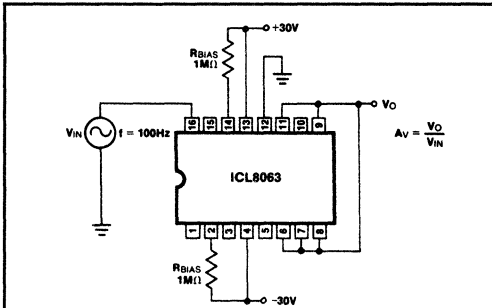 +30V
RBIAS
1MΩ
16 15 14 13 12 11 10 9
VO
VIN
f = 100Hz
AV = VO
VIN
ICL8063
1 2 3 4 5 6 7 8
RBIAS
1MΩ
-30V